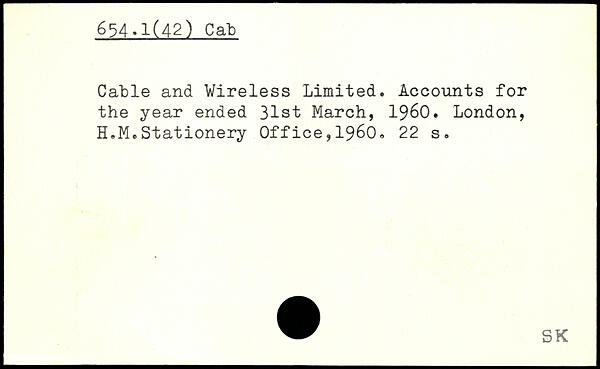 654.1(42) Cab
Cable and Wireless Limited. Accounts for
the year ended 31st March, 1960. London,
H.M.Stationery Office,1960. 22 s.
SK